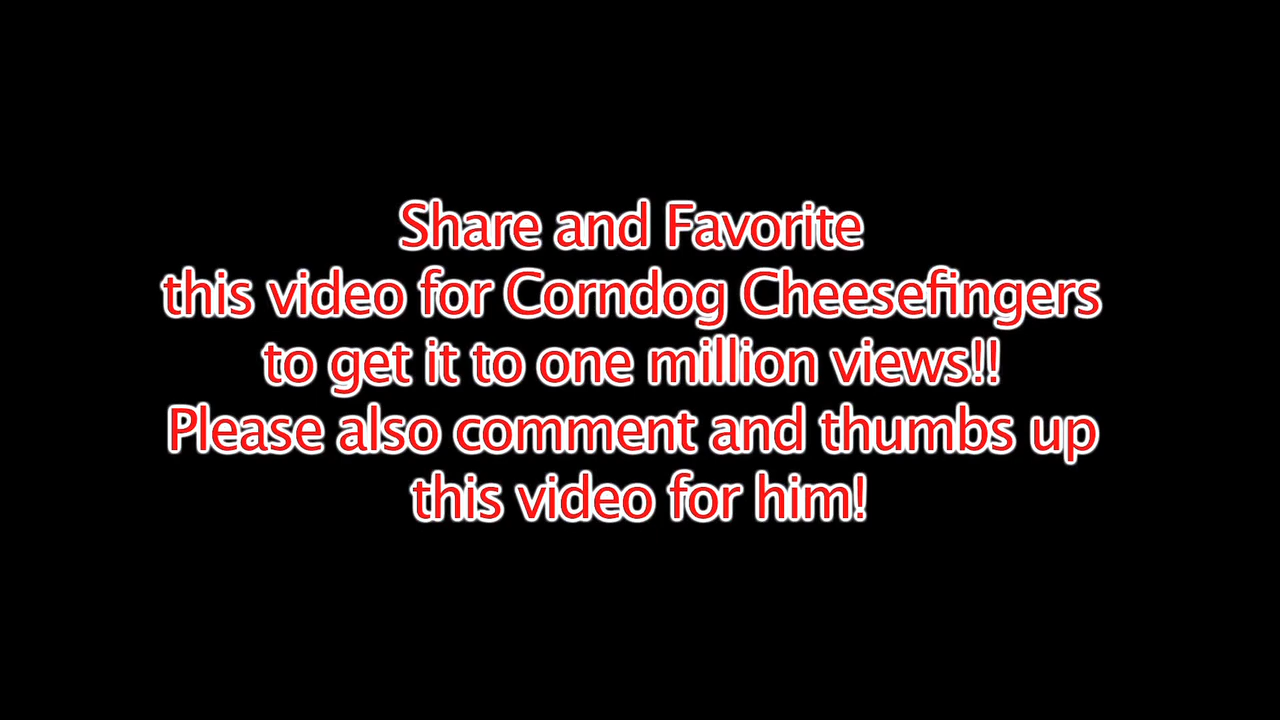 Share and Favorite
this video for Corndog Cheesefingers
to get it to one million views!!
Please also comment and thumbs up
this video for him!